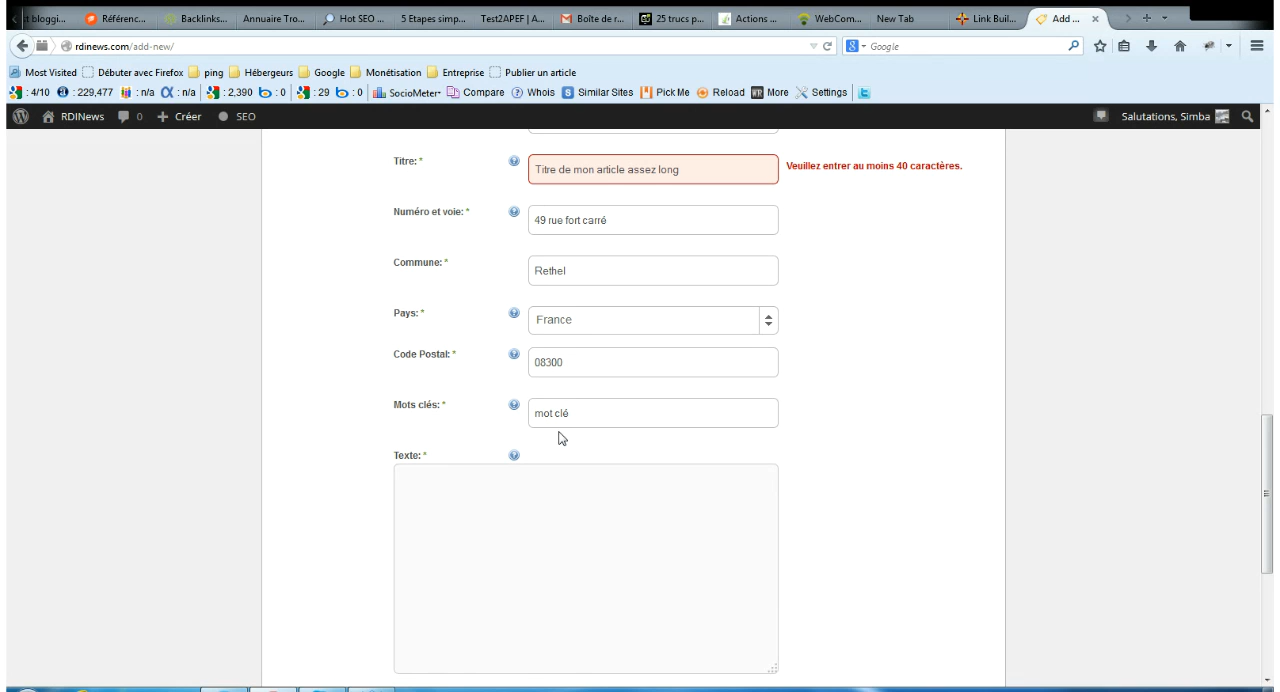 st bloggi... Référenc... Backlinks... Annuaire Tro... Hot SEO ... 5 Etapes simp... Test2APEF | A... Boîte de r... 25 trucs p... Actions ... WebCom... New Tab Link Buil... Add ... ×
rdinews.com/add-new/ Google
Most Visited Débuter avec Firefox ping Hébergeurs Google Monétisation Entreprise Publier un article
: 4/10 : 229,477 : n/a : n/a : 2,390 : 0 : 29 : 0 SocioMeter Compare Whois Similar Sites Pick Me Reload More Settings
RDINews 0 + Créer SEO Salutations, Simba
Titre: * Titre de mon article assez long Veuillez entrer au moins 40 caractères.
Numéro et voie: * 49 rue fort carré
Commune: * Rethel
Pays: * France
Code Postal: * 08300
Mots clés: * mot clé
Texte: *